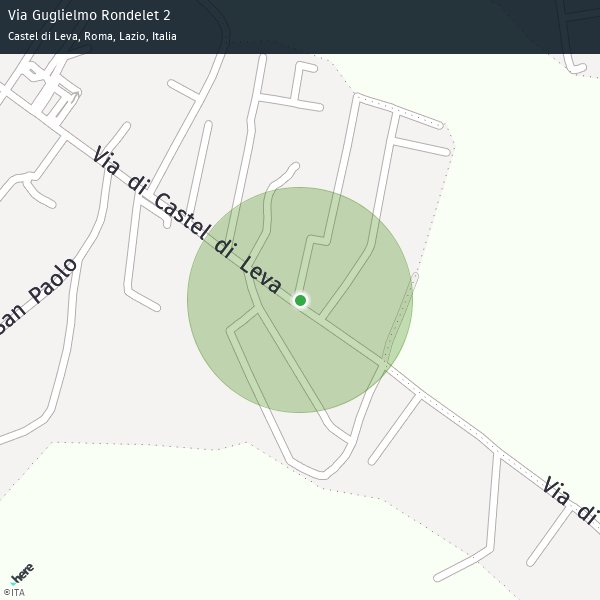 Via Guglielmo Rondelet 2
Castel di Leva, Roma, Lazio, Italia
Via di Castel di Leva
San Paolo
Via di
here
©ITA